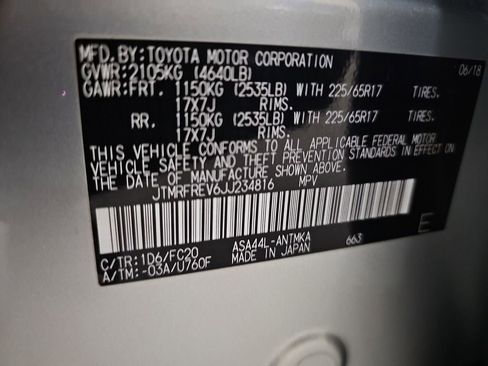 MFD.BY:TOYOTA MOTOR CORPORATION 06/18
GVWR:2105KG (4640LB)
GAWR:FRT. 1150KG (2535LB) WITH 225/65R17 TIRES.
17X7J RIMS.
RR. 1150KG (2535LB) WITH 225/65R17 TIRES.
17X7J RIMS.
THIS VEHICLE CONFORMS TO ALL APPLICABLE FEDERAL MOTOR
VEHICLE SAFETY AND THEFT PREVENTION STANDARDS IN EFFECT ON
THE DATE OF MANUFACTURE SHOWN ABOVE.
JTMRFREV6JJ234816 MPV
C/TR:1D6/FC20 ASA44L-ANTMKA 663
A/TM:-03A/U760F MADE IN JAPAN
E